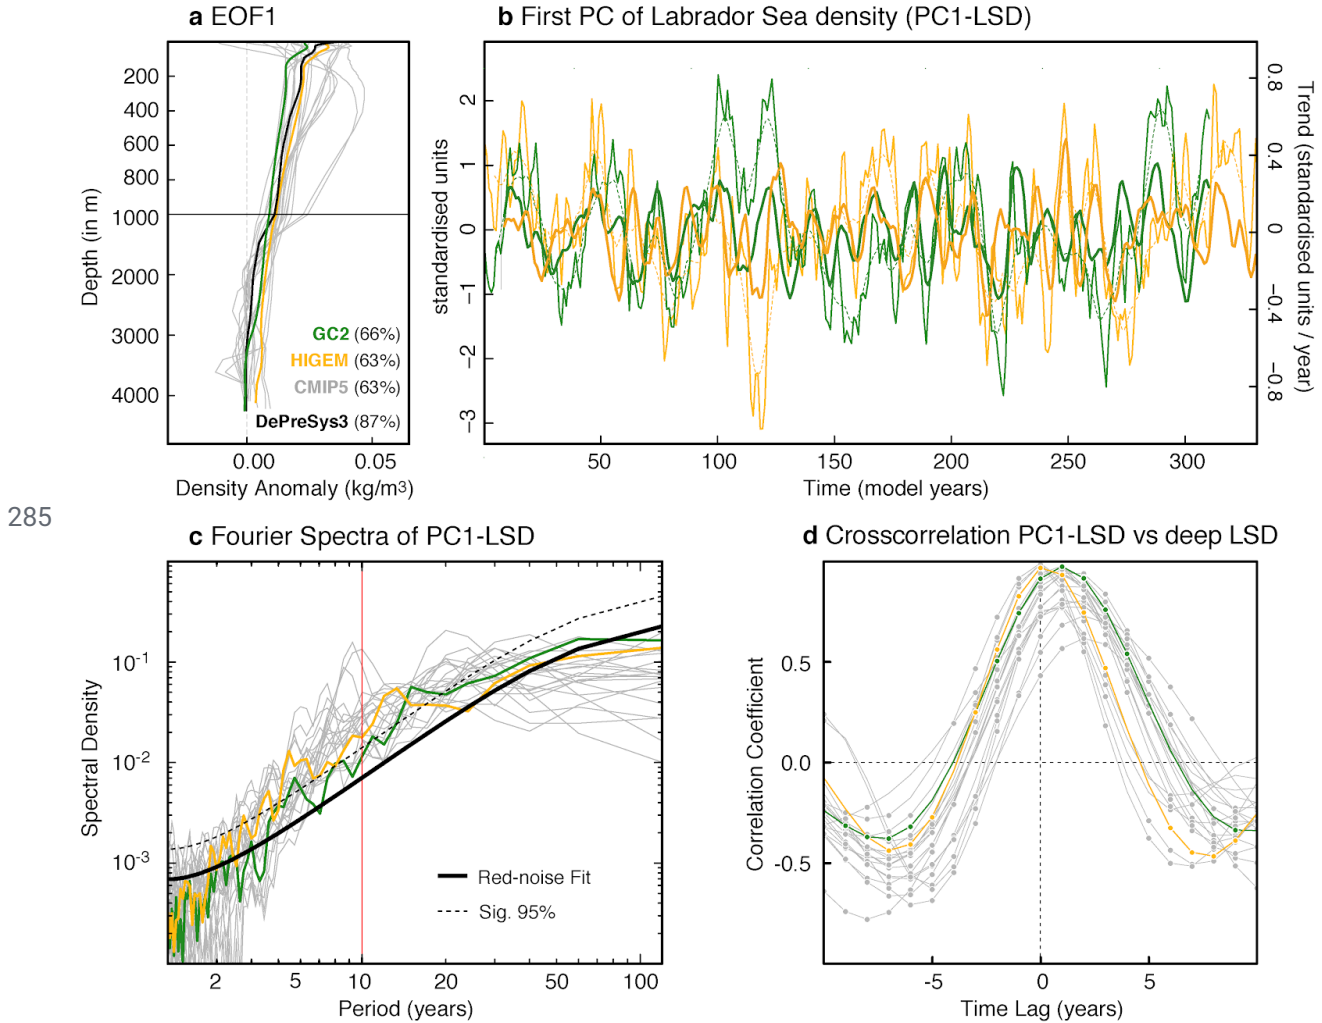 a EOF1
b First PC of Labrador Sea density (PC1-LSD)
200
400
600
800
1000
2000
3000
4000
Depth (in m)
GC2 (66%)
HIGEM (63%)
CMIP5 (63%)
DePreSys3 (87%)
0.00
0.05
Density Anomaly (kg/m3)
2
1
0
−1
−2
−3
standardised units
0.8
0.4
0
−0.4
−0.8
Trend (standardised units / year)
50
100
150
200
250
300
Time (model years)
285
c Fourier Spectra of PC1-LSD
10-1
10-2
10-3
Spectral Density
Red-noise Fit
Sig. 95%
2
5
10
20
50
100
Period (years)
d Crosscorrelation PC1-LSD vs deep LSD
0.5
0.0
-0.5
Correlation Coefficient
-5
0
5
Time Lag (years)